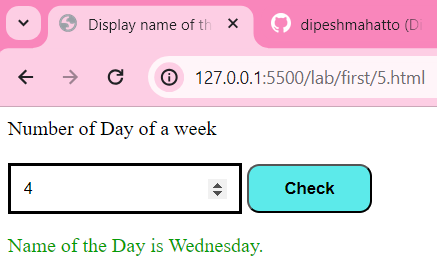 Display name of th
dipeshmahatto (Di
127.0.0.1:5500/lab/first/5.html
Number of Day of a week
4 Check
Name of the Day is Wednesday.